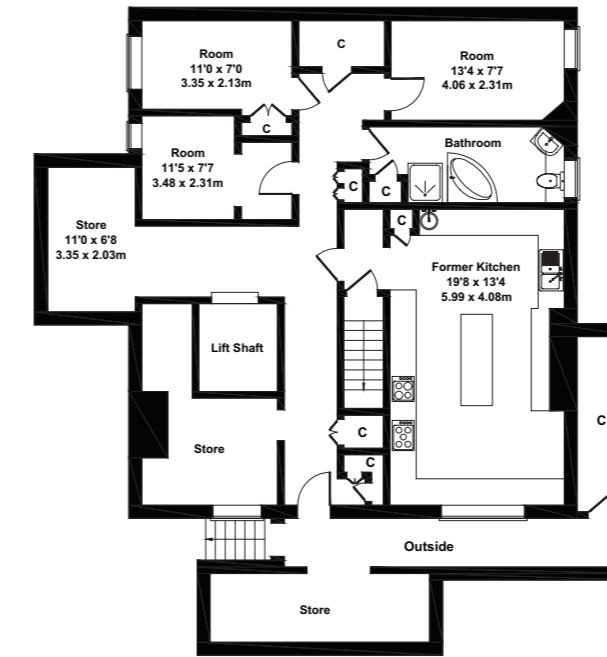 Room
11'0 x 7'0
3.35 x 2.13m
C
Room
13'4 x 7'7
4.06 x 2.31m
C
Room
11'5 x 7'7
3.48 x 2.31m
Bathroom
C
C
Store
11'0 x 6'8
3.35 x 2.03m
C
Former Kitchen
19'8 x 13'4
5.99 x 4.08m
Lift Shaft
C
C
Store
C
Outside
Store